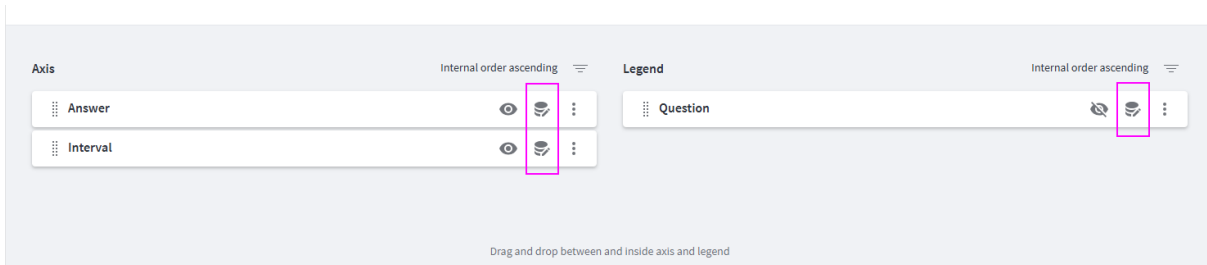 Axis
Internal order ascending
Answer
Interval
Legend
Internal order ascending
Question
Drag and drop between and inside axis and legend